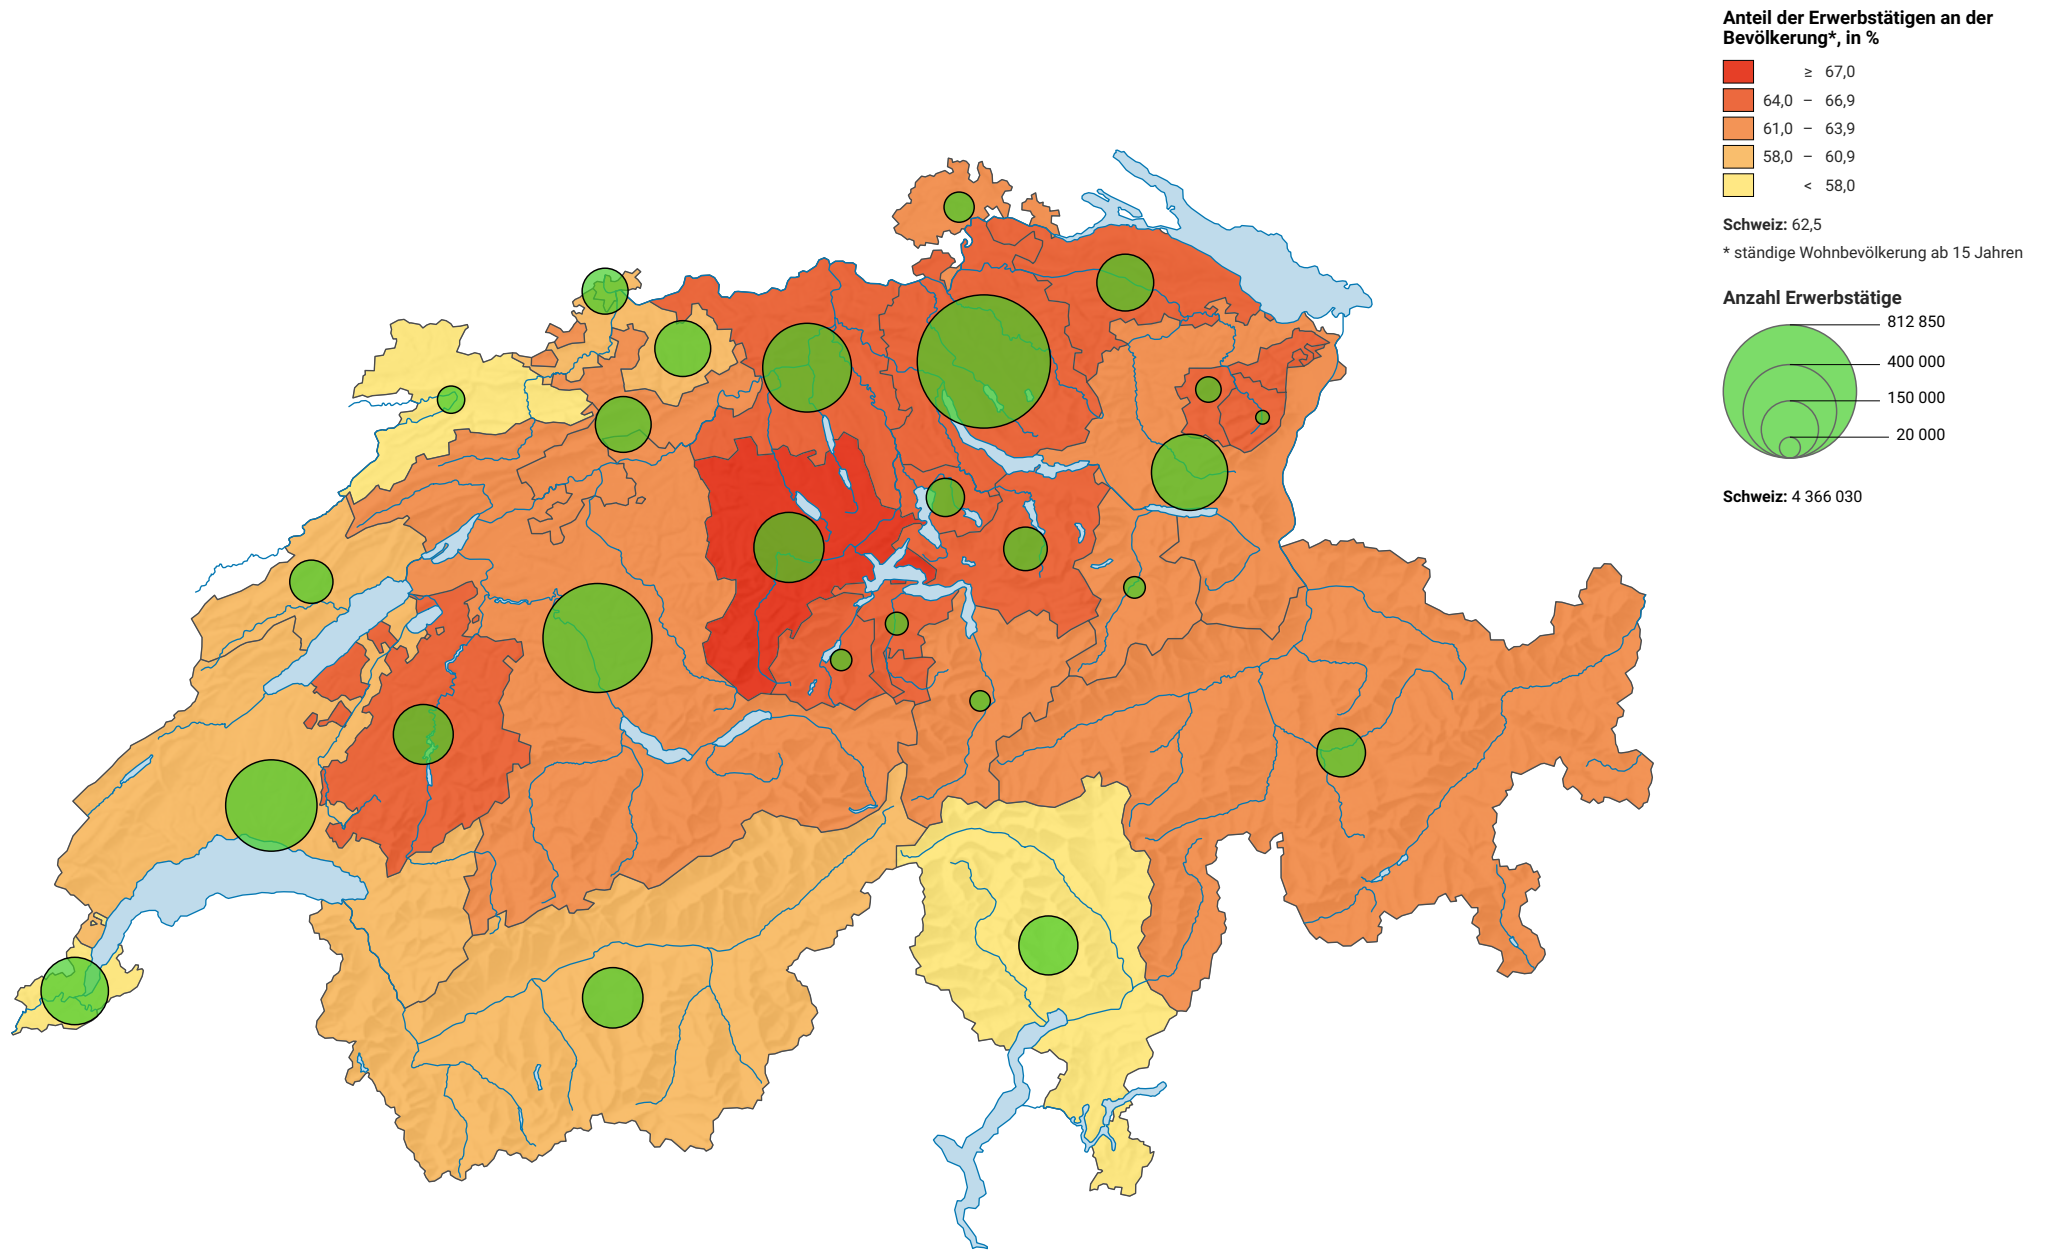 Anteil der Erwerbstätigen an der
Bevölkerung*, in %
≥ 67,0
64,0 – 66,9
61,0 – 63,9
58,0 – 60,9
< 58,0
Schweiz: 62,5
* ständige Wohnbevölkerung ab 15 Jahren
Anzahl Erwerbstätige
812 850
400 000
150 000
20 000
Schweiz: 4 366 030